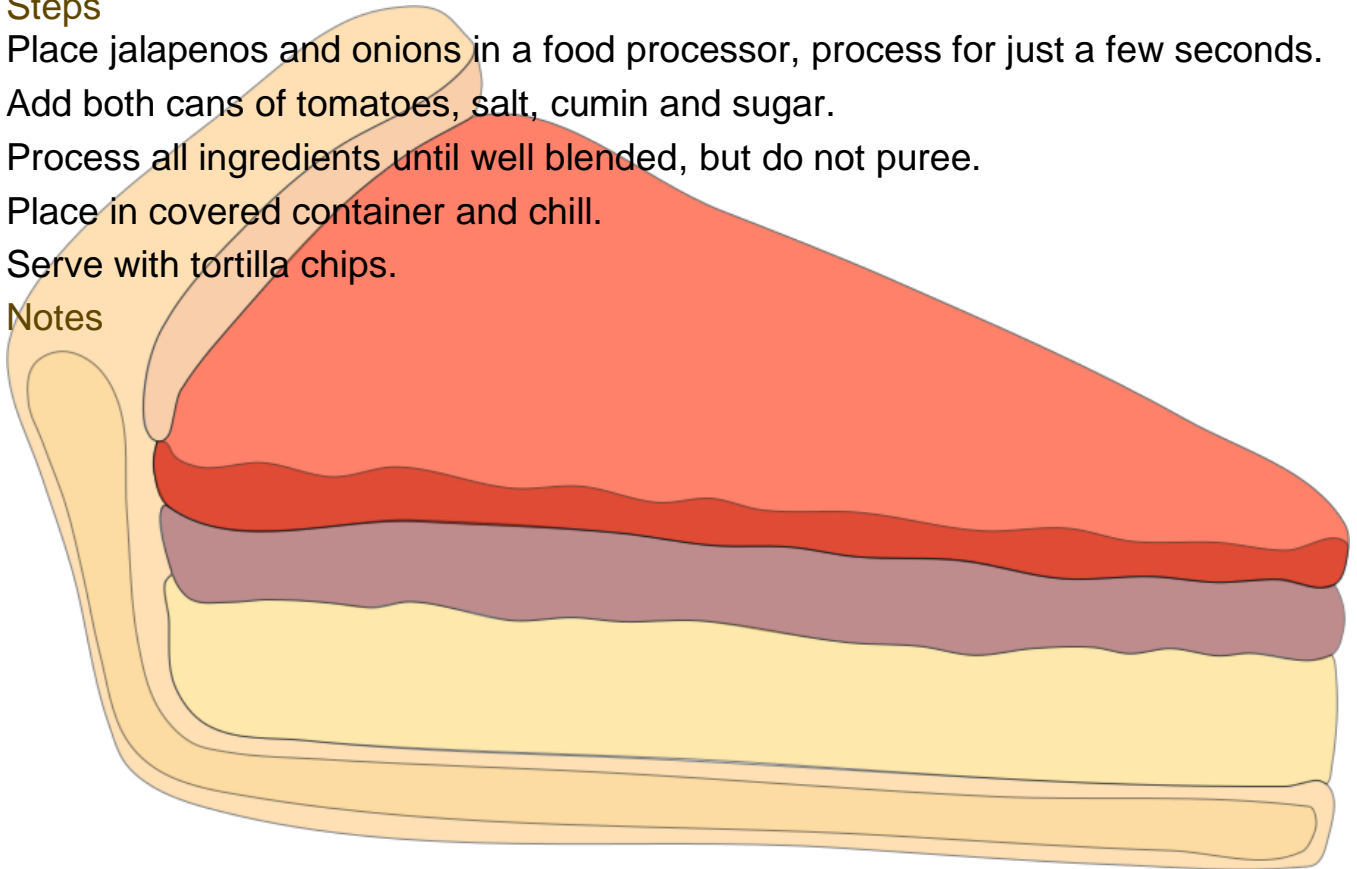 Steps
Place jalapenos and onions in a food processor, process for just a few seconds.
Add both cans of tomatoes, salt, cumin and sugar.
Process all ingredients until well blended, but do not puree.
Place in covered container and chill.
Serve with tortilla chips.
Notes